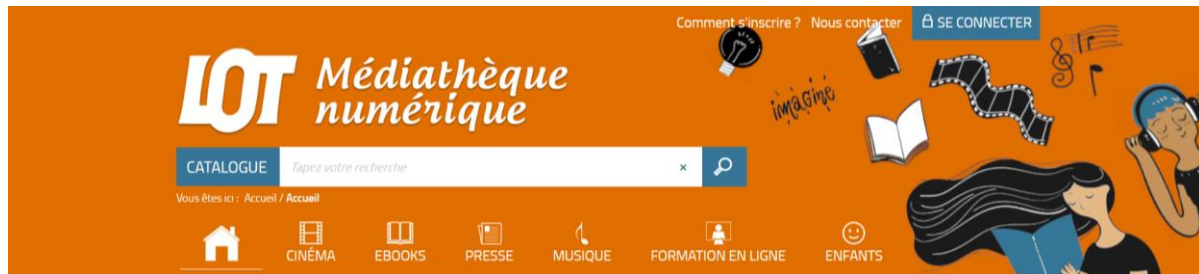 Comment s'inscrire ? Nous contacter SE CONNECTER
LOT Médiathèque
numérique
imagine
CATALOGUE Tapez votre recherche ×
Vous êtes ici : Accueil / Accueil
CINÉMA EBOOKS PRESSE MUSIQUE FORMATION EN LIGNE ENFANTS